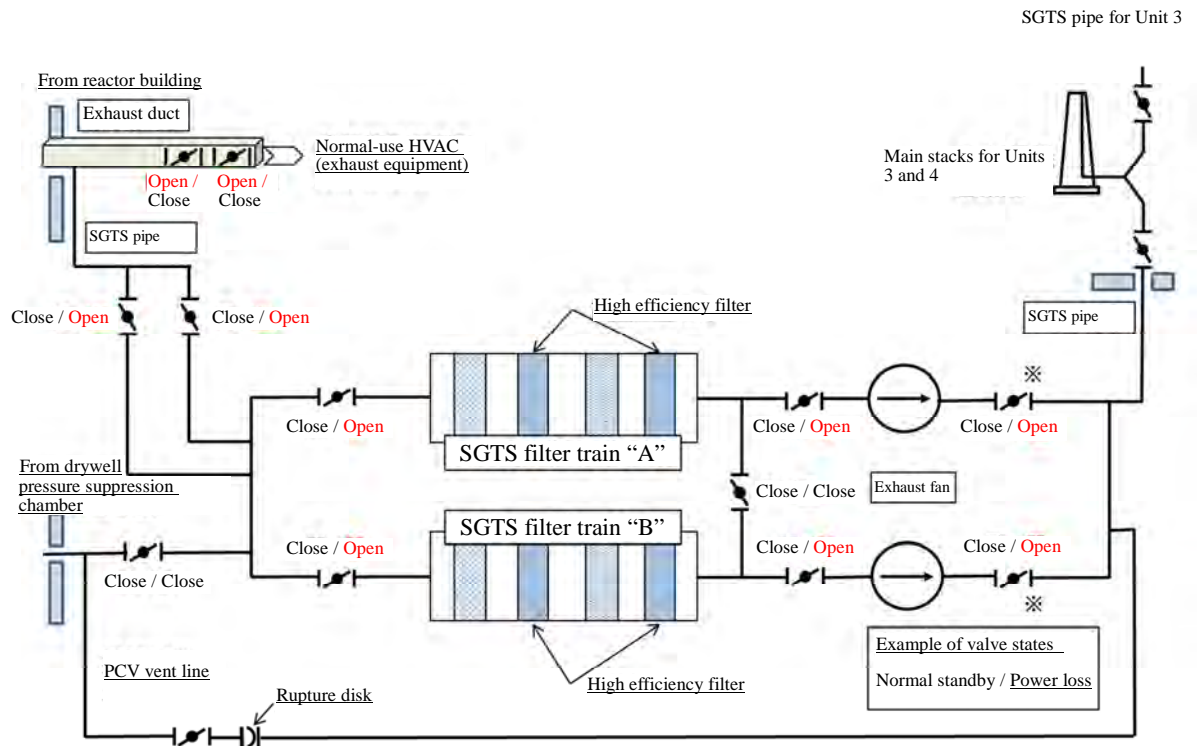 SGTS pipe for Unit 3
From reactor building
Exhaust duct
Normal-use HVAC
(exhaust equipment)
Open /
Close
Open /
Close
Main stacks for Units
3 and 4
SGTS pipe
Close / Open
Close / Open
High efficiency filter
SGTS pipe
※
Close / Open
Close / Open
Close / Open
SGTS filter train “A”
From drywell
pressure suppression
chamber
Close / Close
Exhaust fan
SGTS filter train “B”
Close / Open
Close / Open
Close / Open
Close / Close
※
Example of valve states
Normal standby / Power loss
PCV vent line
High efficiency filter
Rupture disk